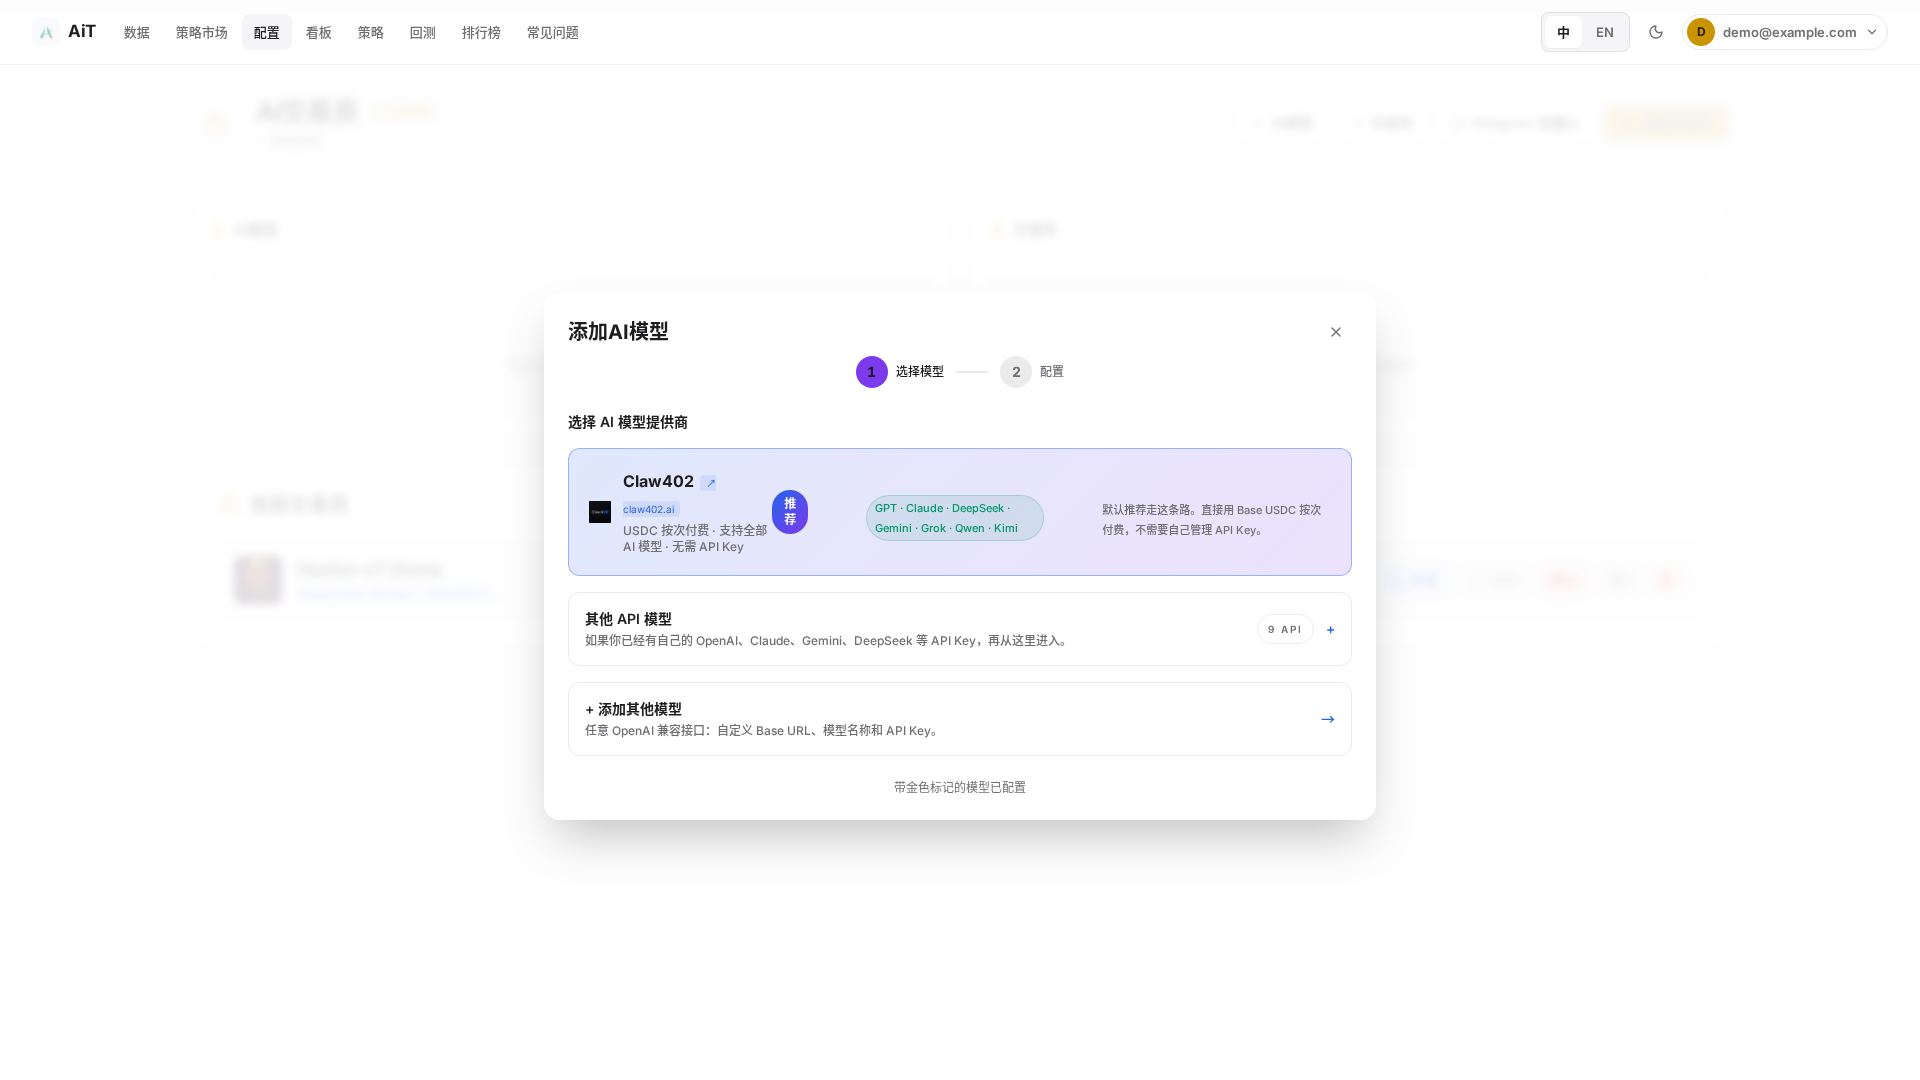 AiT
数据
策略市场
配置
看板
策略
回测
排行榜
常见问题
中
EN
D
demo@example.com
添加AI模型
1
选择模型
2
配置
选择 AI 模型提供商
Claw402 ↗
claw402.ai
USDC 按次付费 · 支持全部
AI 模型 · 无需 API Key
推
荐
GPT · Claude · DeepSeek ·
Gemini · Grok · Qwen · Kimi
默认推荐走这条路。直接用 Base USDC 按次
付费，不需要自己管理 API Key。
其他 API 模型
如果你已经有自己的 OpenAI、Claude、Gemini、DeepSeek 等 API Key，再从这里进入。
9 API
+
+ 添加其他模型
任意 OpenAI 兼容接口：自定义 Base URL、模型名称和 API Key。
→
带金色标记的模型已配置